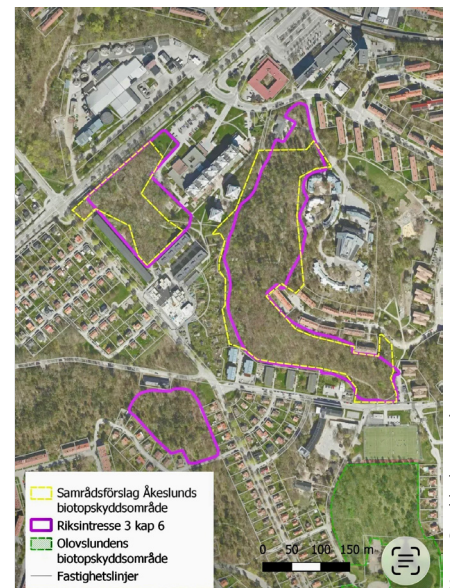 Samrådsförslag Åkeslunds
biotopskyddsområde
Riksintresse 3 kap 6
Olovslundens
biotopskyddsområde
Fastighetslinjer
0 50 100 150 m